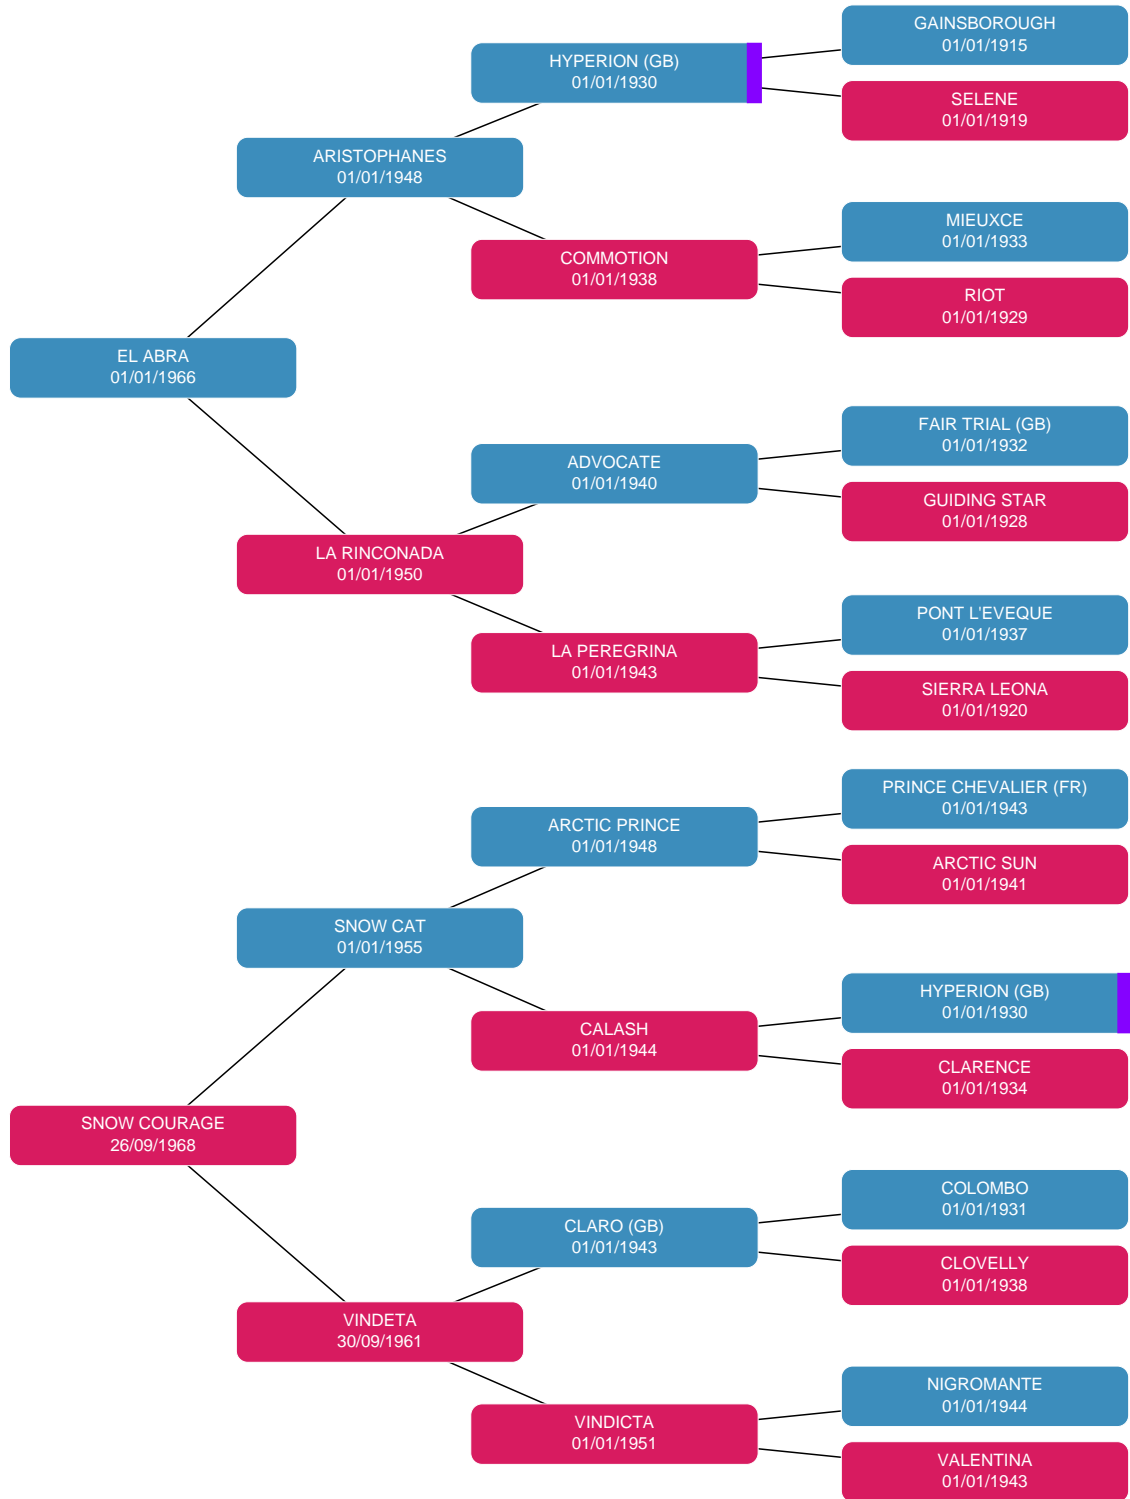 GAINSBOROUGH
01/01/1915
HYPERION (GB)
01/01/1930
SELENE
01/01/1919
ARISTOPHANES
01/01/1948
MIEUXCE
01/01/1933
COMMOTION
01/01/1938
RIOT
01/01/1929
EL ABRA
01/01/1966
FAIR TRIAL (GB)
01/01/1932
ADVOCATE
01/01/1940
GUIDING STAR
01/01/1928
LA RINCONADA
01/01/1950
PONT L'EVEQUE
01/01/1937
LA PEREGRINA
01/01/1943
SIERRA LEONA
01/01/1920
PRINCE CHEVALIER (FR)
01/01/1943
ARCTIC PRINCE
01/01/1948
ARCTIC SUN
01/01/1941
SNOW CAT
01/01/1955
HYPERION (GB)
01/01/1930
CALASH
01/01/1944
CLARENCE
01/01/1934
SNOW COURAGE
26/09/1968
COLOMBO
01/01/1931
CLARO (GB)
01/01/1943
CLOVELLY
01/01/1938
VINDETA
30/09/1961
NIGROMANTE
01/01/1944
VINDICTA
01/01/1951
VALENTINA
01/01/1943